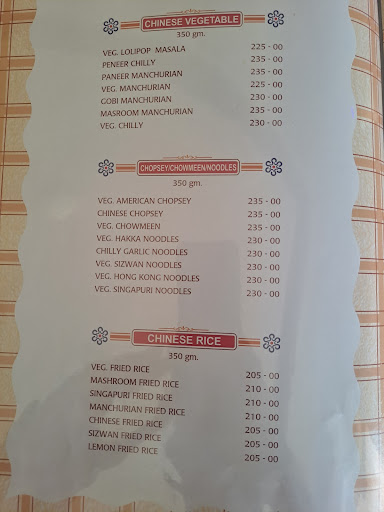 CHINESE VEGETABLE
350 gm.
VEG. LOLIPOP MASALA 225 - 00
PENEER CHILLY 235 - 00
PANEER MANCHURIAN 235 - 00
VEG. MANCHURIAN 225 - 00
GOBI MANCHURIAN 230 - 00
MASROOM MANCHURIAN 235 - 00
VEG. CHILLY 230 - 00
CHOPSEY/CHOWMEEN/NOODLES
350 gm.
VEG. AMERICAN CHOPSEY 235 - 00
CHINESE CHOPSEY 235 - 00
VEG. CHOWMEEN 235 - 00
VEG. HAKKA NOODLES 230 - 00
CHILLY GARLIC NOODLES 230 - 00
VEG. SIZWAN NOODLES 230 - 00
VEG. HONG KONG NOODLES 230 - 00
VEG. SINGAPURI NOODLES 230 - 00
CHINESE RICE
350 gm.
VEG. FRIED RICE 205 - 00
MASHROOM FRIED RICE 210 - 00
SINGAPURI FRIED RICE 210 - 00
MANCHURIAN FRIED RICE 210 - 00
CHINESE FRIED RICE 205 - 00
SIZWAN FRIED RICE 205 - 00
LEMON FRIED RICE 205 - 00